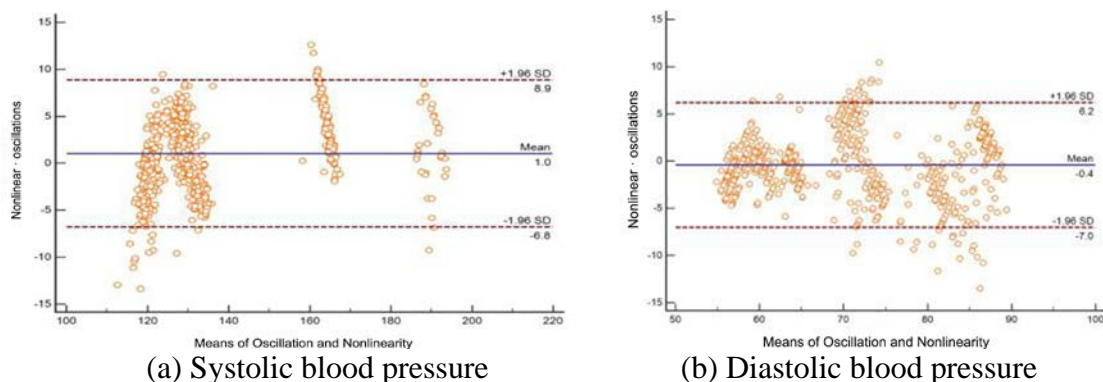 15
10
5
0
-5
-10
-15
Nonlinear · oscillations
+1.96 SD
8.9
Mean
1.0
-1.96 SD
-6.8
100 120 140 160 180 200 220
Means of Oscillation and Nonlinearity
(a) Systolic blood pressure
15
10
5
0
-5
-10
-15
Nonlinear · oscillations
+1.96 SD
6.2
Mean
-0.4
-1.96 SD
-7.0
50 60 70 80 90 100
Means of Oscillation and Nonlinearity
(b) Diastolic blood pressure